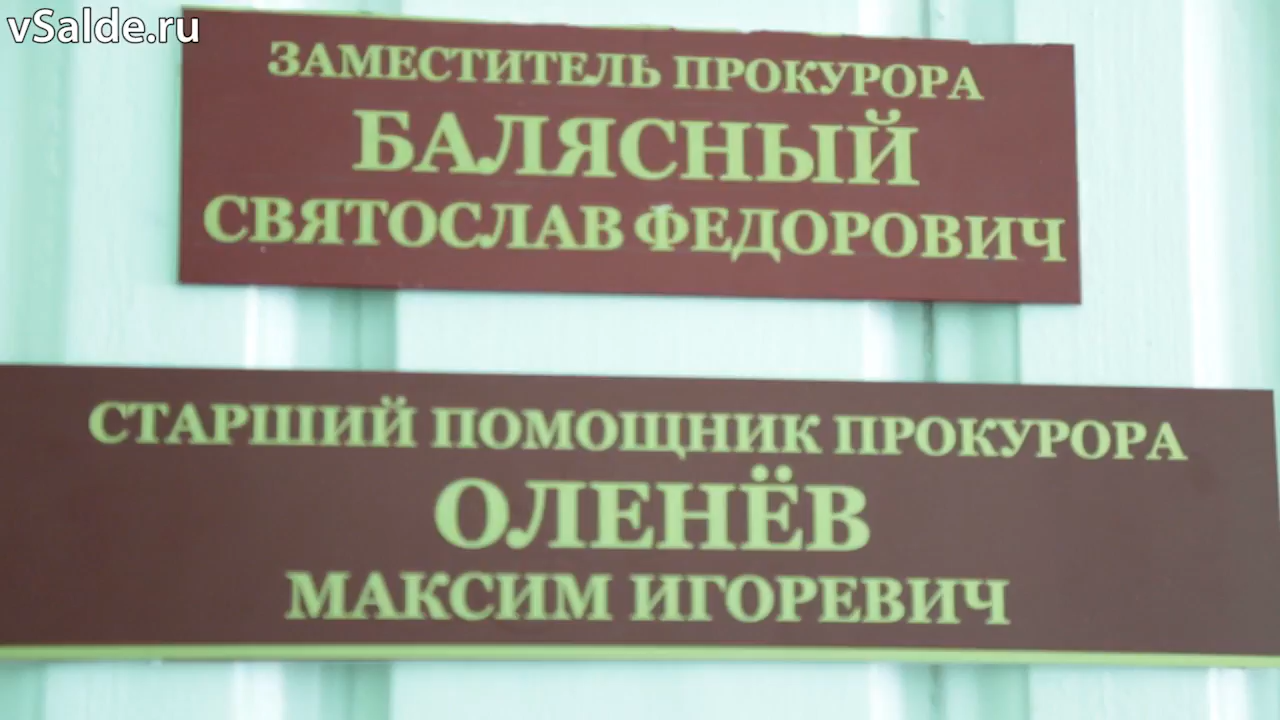 vSalde.ru
ЗАМЕСТИТЕЛЬ ПРОКУРОРА
БАЛЯСНЫЙ
СВЯТОСЛАВ ФЕДОРОВИЧ
СТАРШИЙ ПОМОЩНИК ПРОКУРОРА
ОЛЕНЁВ
МАКСИМ ИГОРЕВИЧ